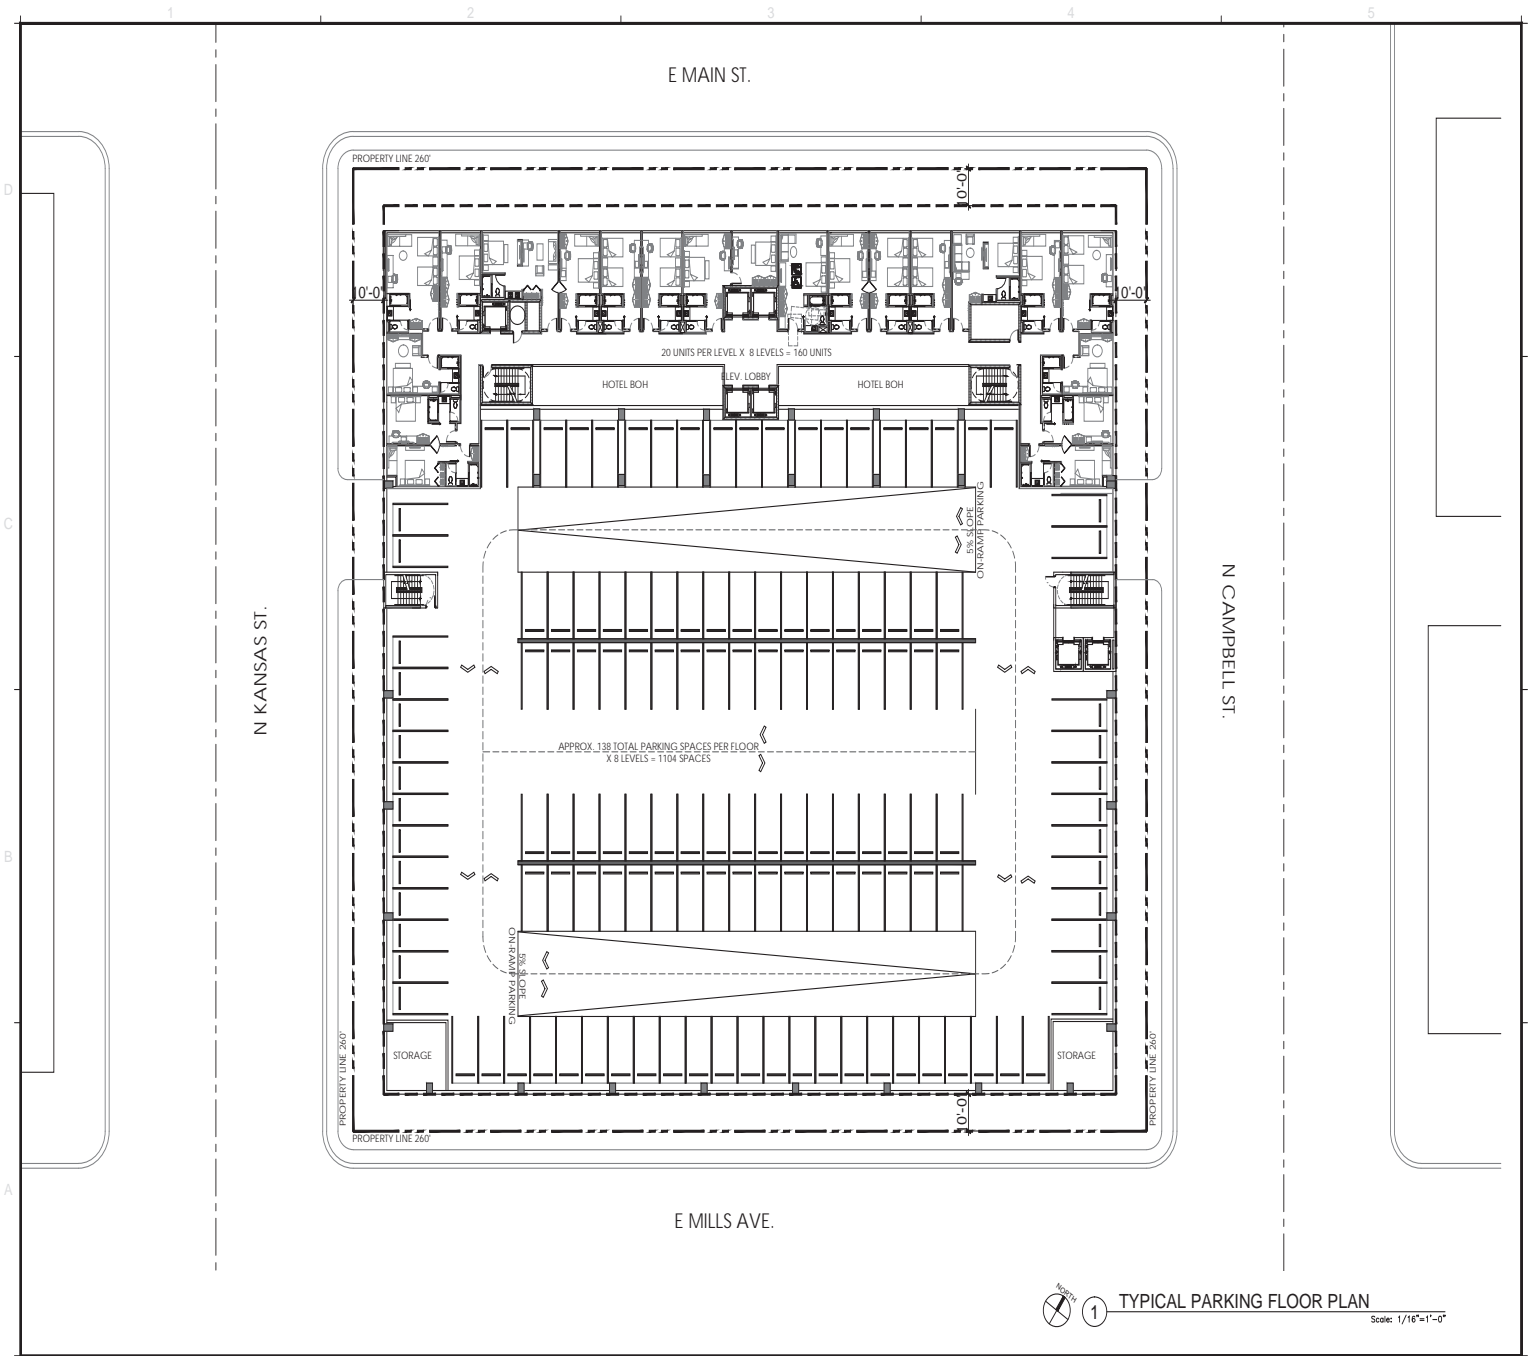 1 2 3 4 5
E MAIN ST.
PROPERTY LINE 260'
D
10'-0"
10'-0"
10'-0"
20 UNITS PER LEVEL X 8 LEVELS = 160 UNITS
ELEV. LOBBY
HOTEL BOH
HOTEL BOH
C
5% SLOPE
ON-RAMP PARKING
N KANSAS ST.
N CAMPBELL ST.
APPROX. 138 TOTAL PARKING SPACES PER FLOOR
X 8 LEVELS = 1104 SPACES
B
ON-RAMP PARKING
5% SLOPE
STORAGE
STORAGE
PROPERTY LINE 260'
PROPERTY LINE 260'
10'-0"
PROPERTY LINE 260'
A
E MILLS AVE.
NORTH
1
TYPICAL PARKING FLOOR PLAN
Scale: 1/16"=1'-0"